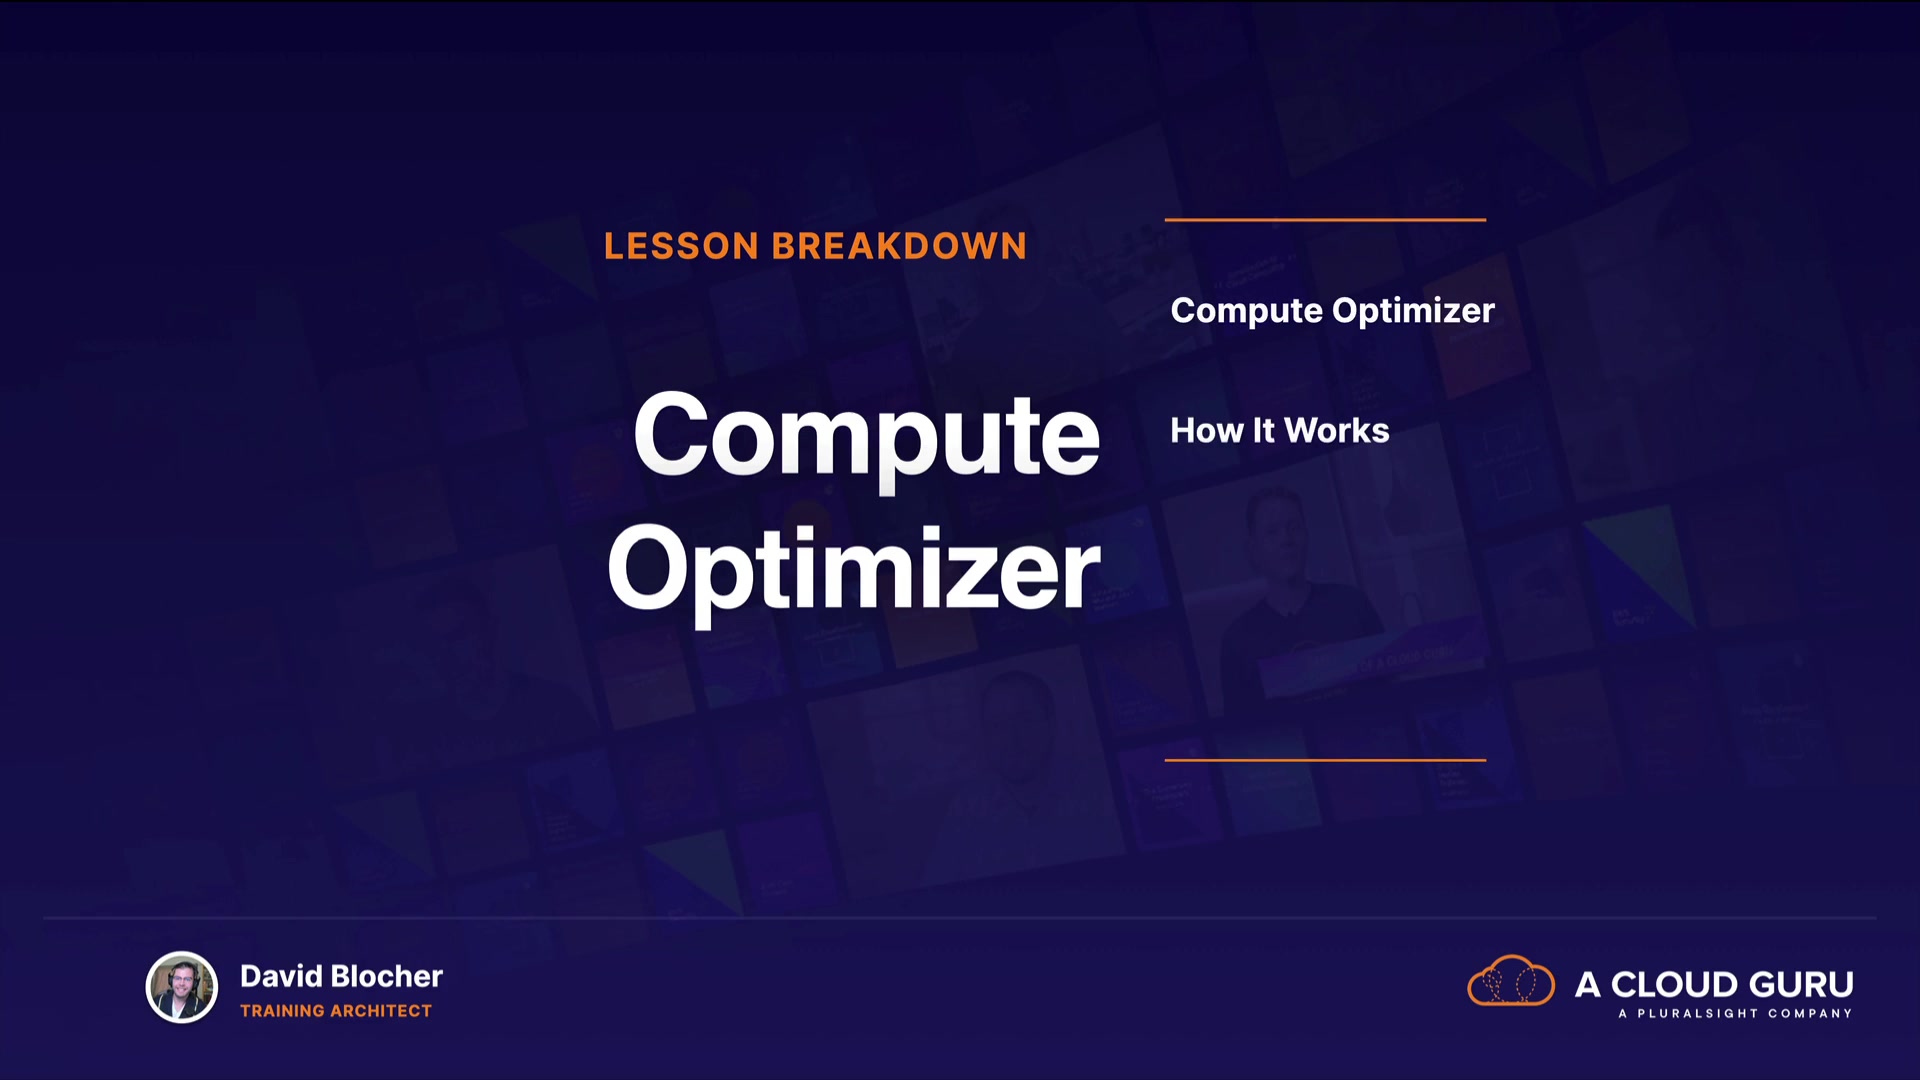 LESSON BREAKDOWN
Compute
Optimizer
Compute Optimizer
How It Works
David Blocher
TRAINING ARCHITECT
A CLOUD GURU
A PLURALSIGHT COMPANY